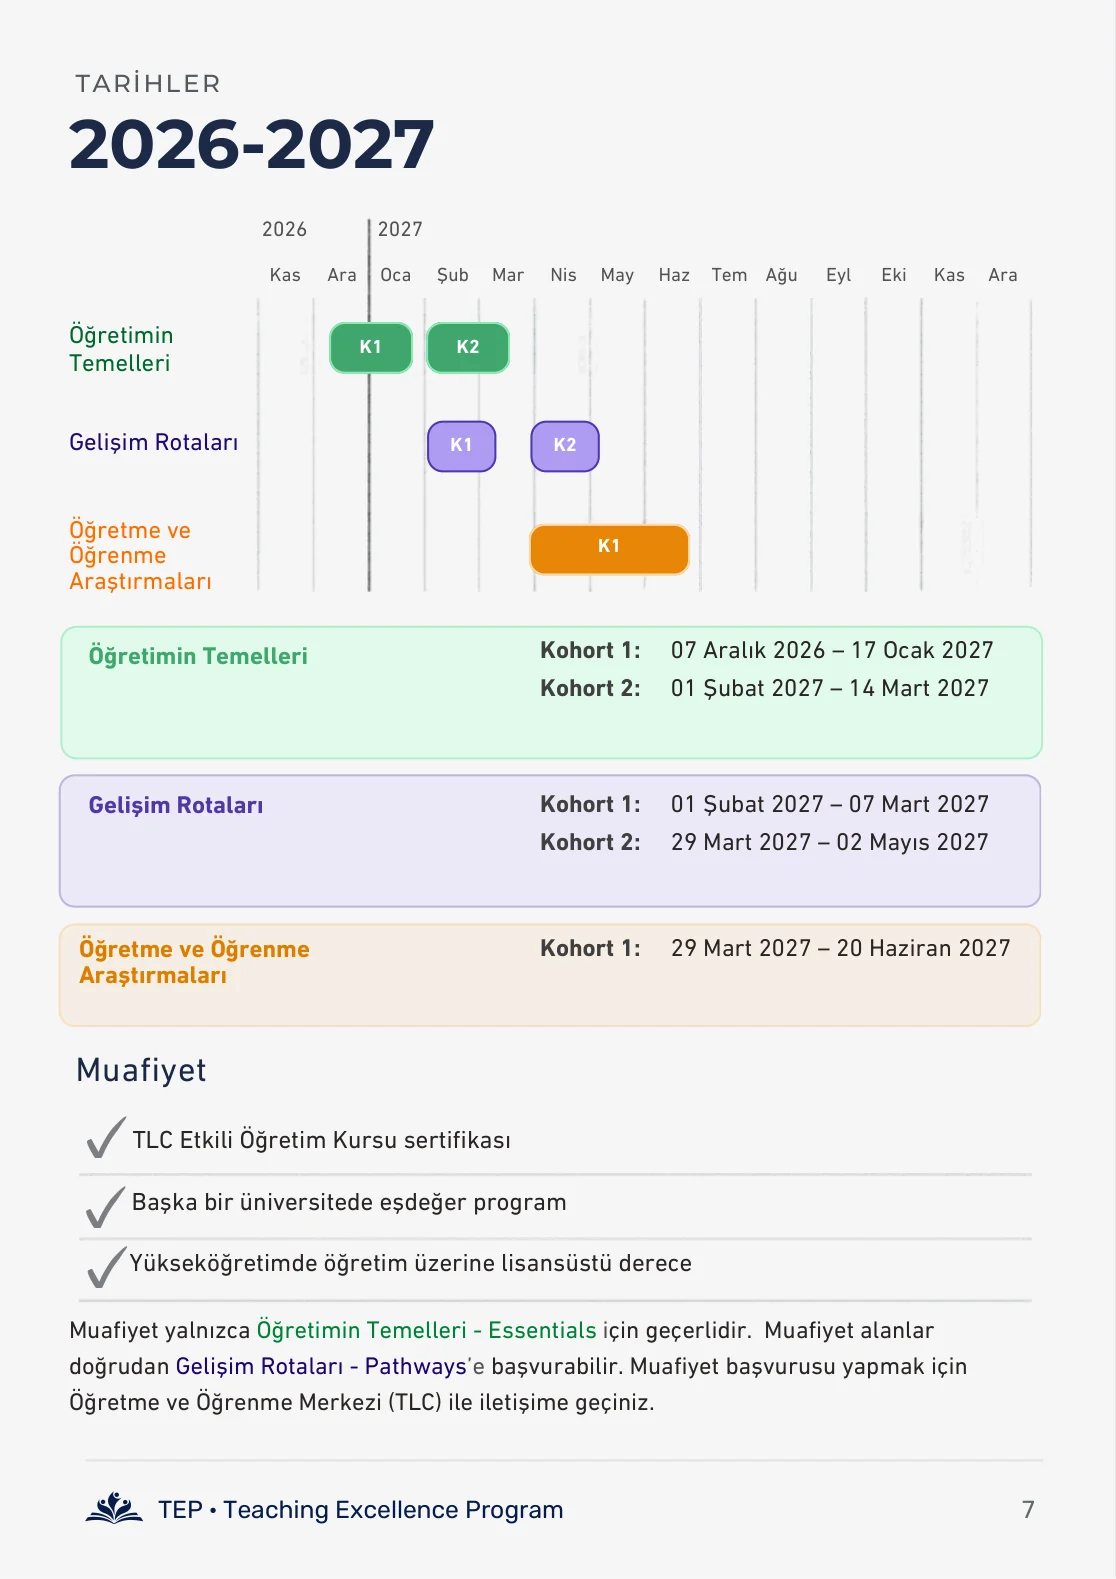 TARİHLER
2026-2027
2026 2027
Kas Ara Oca Şub Mar Nis May Haz Tem Ağu Eyl Eki Kas Ara
Öğretimin
Temelleri
K1 K2
Gelişim Rotaları
K1 K2
Öğretme ve
Öğrenme
Araştırmaları
K1
Öğretimin Temelleri
Kohort 1: 07 Aralık 2026 – 17 Ocak 2027
Kohort 2: 01 Şubat 2027 – 14 Mart 2027
Gelişim Rotaları
Kohort 1: 01 Şubat 2027 – 07 Mart 2027
Kohort 2: 29 Mart 2027 – 02 Mayıs 2027
Öğretme ve Öğrenme
Araştırmaları
Kohort 1: 29 Mart 2027 – 20 Haziran 2027
Muafiyet
TLC Etkili Öğretim Kursu sertifikası
Başka bir üniversitede eşdeğer program
Yükseköğretimde öğretim üzerine lisansüstü derece
Muafiyet yalnızca Öğretimin Temelleri - Essentials için geçerlidir. Muafiyet alanlar
doğrudan Gelişim Rotaları - Pathways'e başvurabilir. Muafiyet başvurusu yapmak için
Öğretme ve Öğrenme Merkezi (TLC) ile iletişime geçiniz.
TEP • Teaching Excellence Program
7